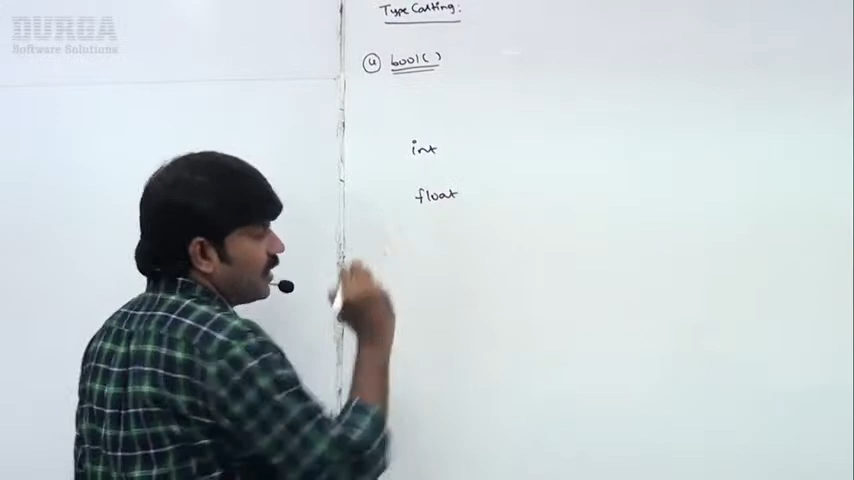 DURGA
Software Solutions
Type Casting:
4 bool( )
int
float